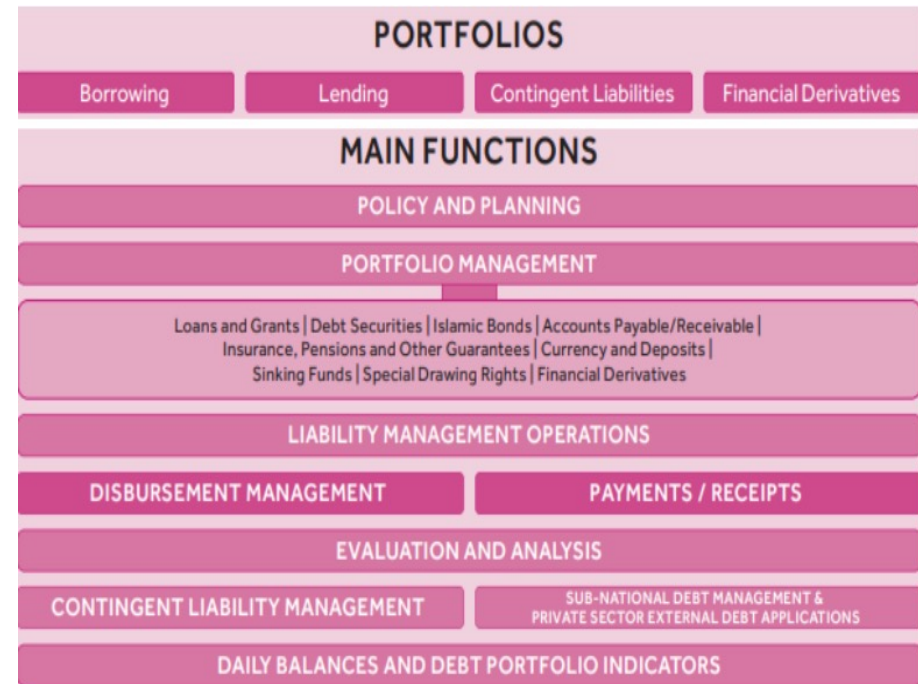 PORTFOLIOS
Borrowing
Lending
Contingent Liabilities
Financial Derivatives
MAIN FUNCTIONS
POLICY AND PLANNING
PORTFOLIO MANAGEMENT
Loans and Grants | Debt Securities | Islamic Bonds | Accounts Payable/Receivable |
Insurance, Pensions and Other Guarantees | Currency and Deposits |
Sinking Funds | Special Drawing Rights | Financial Derivatives
LIABILITY MANAGEMENT OPERATIONS
DISBURSEMENT MANAGEMENT
PAYMENTS / RECEIPTS
EVALUATION AND ANALYSIS
CONTINGENT LIABILITY MANAGEMENT
SUB-NATIONAL DEBT MANAGEMENT &
PRIVATE SECTOR EXTERNAL DEBT APPLICATIONS
DAILY BALANCES AND DEBT PORTFOLIO INDICATORS